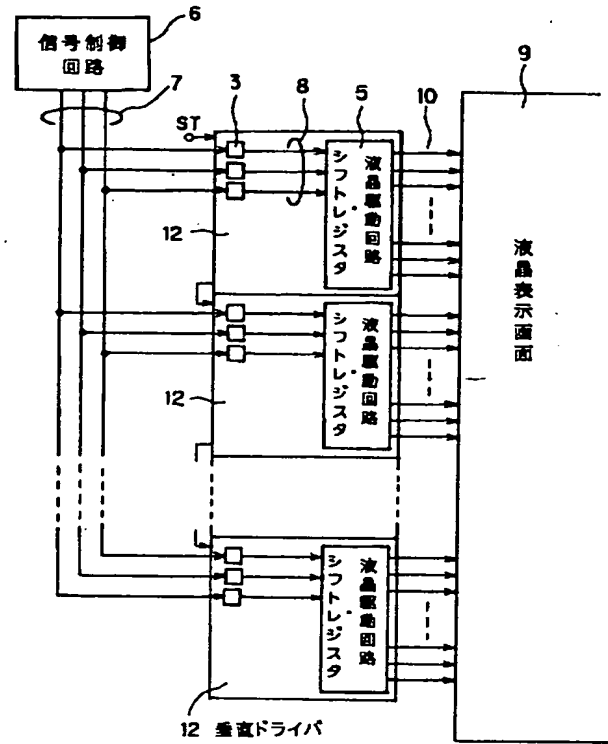 信号制御
回路
6
7
ST
3
8
5
10
9
シフトレジスタ
液晶駆動回路
12
液晶表示画面
シフトレジスタ
液晶駆動回路
12
シフトレジスタ
液晶駆動回路
12 垂直ドライバ